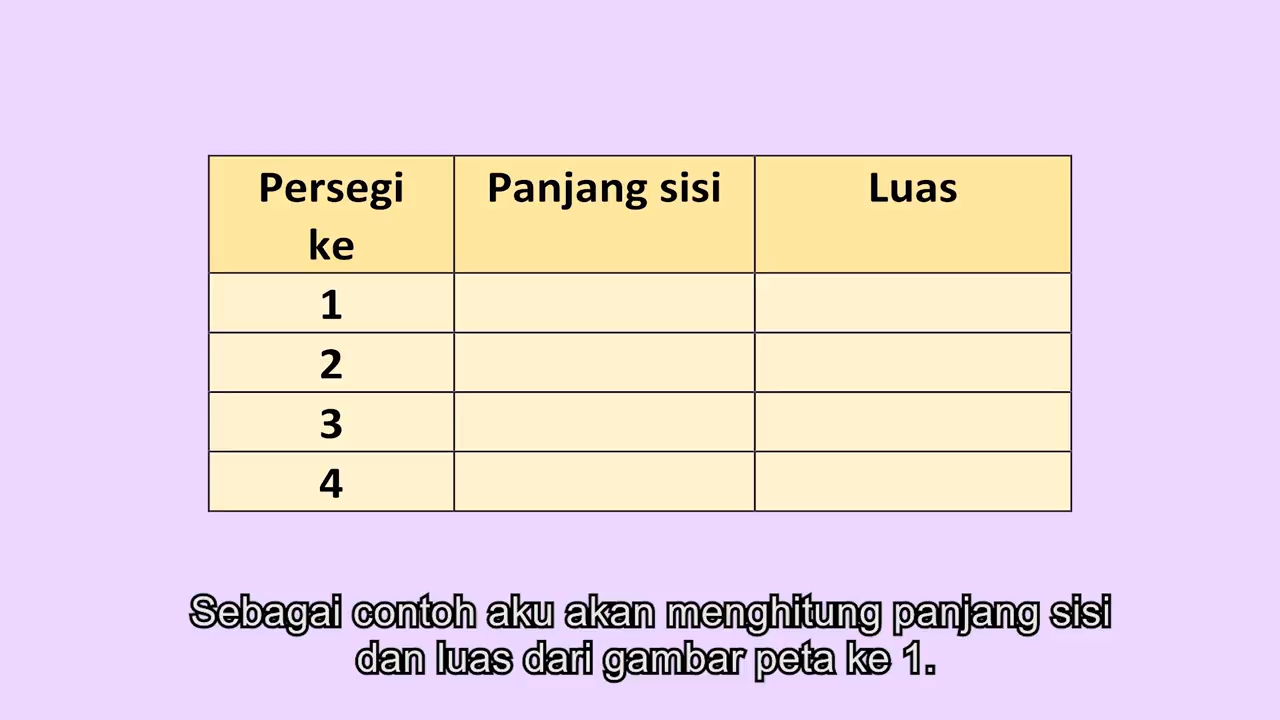 Persegi ke Panjang sisi Luas
1
2
3
4
Sebagai contoh aku akan menghitung panjang sisi
dan luas dari gambar peta ke 1.